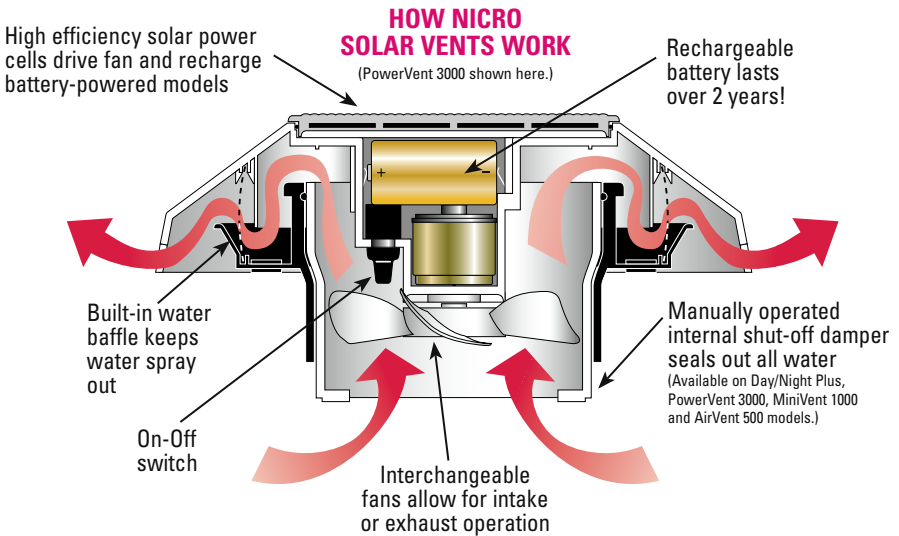 HOW NICRO
SOLAR VENTS WORK
(PowerVent 3000 shown here.)
High efficiency solar power
cells drive fan and recharge
battery-powered models
Rechargeable
battery lasts
over 2 years!
+
–
Built-in water
baffle keeps
water spray
out
On-Off
switch
Interchangeable
fans allow for intake
or exhaust operation
Manually operated
internal shut-off damper
seals out all water
(Available on Day/Night Plus,
PowerVent 3000, MiniVent 1000
and AirVent 500 models.)